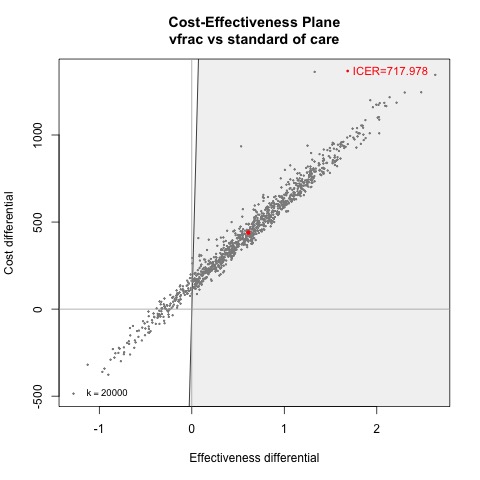 Cost-Effectiveness Plane
vfrac vs standard of care
ICER=717.978
1000
500
0
-500
Cost differential
k = 20000
-1
0
1
2
Effectiveness differential